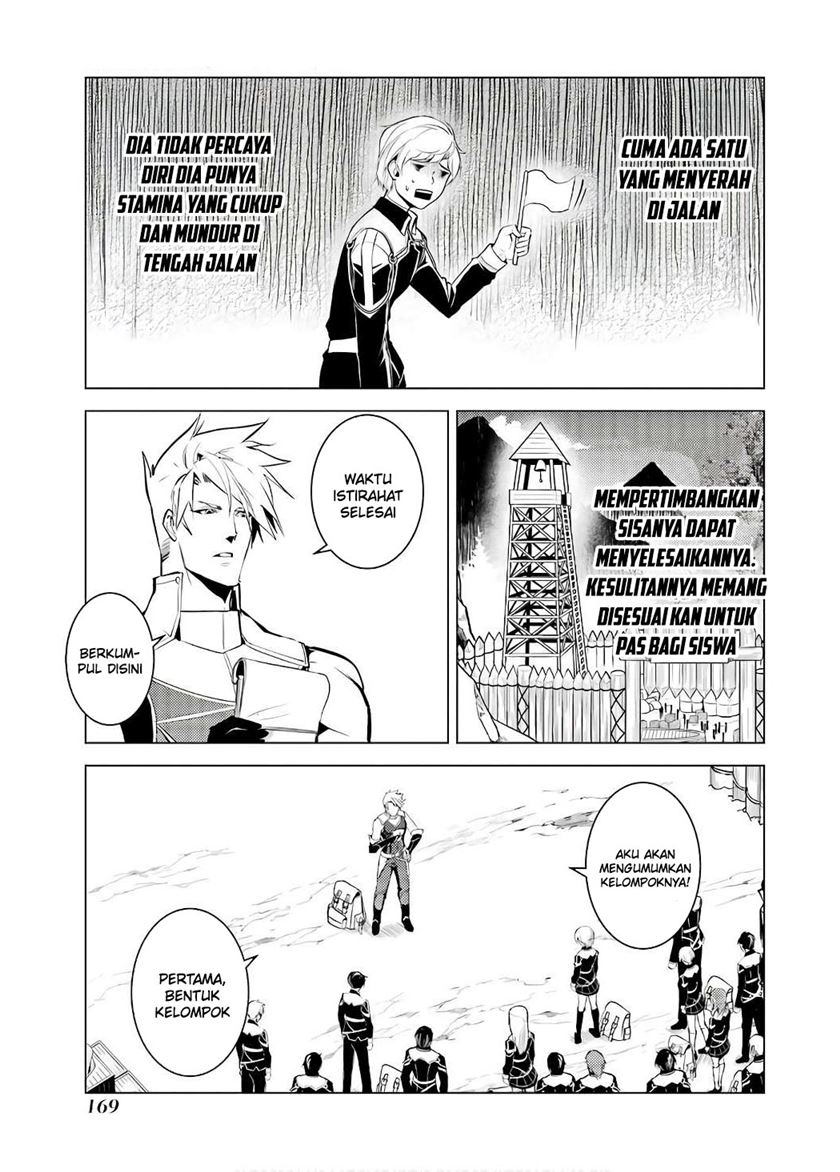 CUMA ADA SATU
YANG MENYERAH
DI JALAN
DIA TIDAK PERCAYA
DIRI DIA PUNYA
STAMINA YANG CUKUP
DAN MUNDUR DI
TENGAH JALAN
MEMPERTIMBANGKAN
SISANYA DAPAT
MENYELESAIKANNYA.
KESULITANNYA MEMANG
DISESUAI KAN UNTUK
PAS BAGI SISWA
WAKTU
ISTIRAHAT
SELESAI
BERKUM-
PUL DISINI
AKU AKAN
MENGUMUMKAN
KELOMPOKNYA!
PERTAMA,
BENTUK
KELOMPOK
169